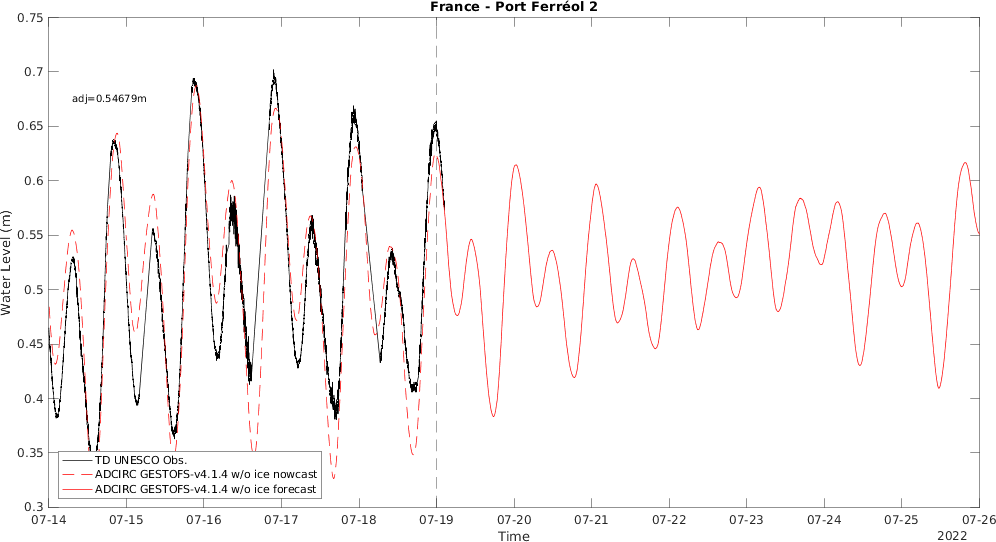 France - Port Ferréol 2
0.75
0.7
0.65
0.6
0.55
0.5
0.45
0.4
0.35
0.3
Water Level (m)
adj=0.54679m
TD UNESCO Obs.
ADCIRC GESTOFS-v4.1.4 w/o ice nowcast
ADCIRC GESTOFS-v4.1.4 w/o ice forecast
07-14 07-15 07-16 07-17 07-18 07-19 07-20 07-21 07-22 07-23 07-24 07-25 07-26
Time
2022